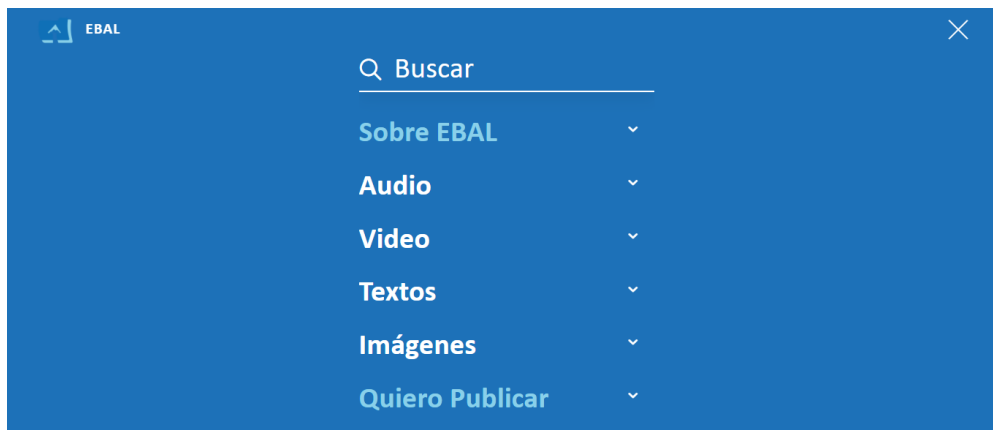 EBAL
Buscar
Sobre EBAL
Audio
Video
Textos
Imágenes
Quiero Publicar